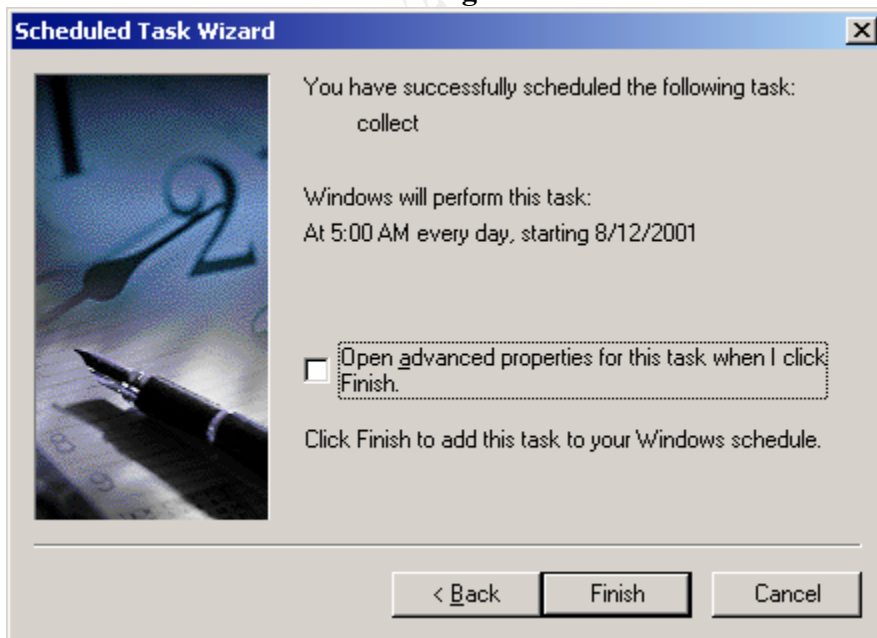 Scheduled Task Wizard
You have successfully scheduled the following task:
collect
Windows will perform this task:
At 5:00 AM every day, starting 8/12/2001
Open advanced properties for this task when I click
Finish.
Click Finish to add this task to your Windows schedule.
< Back
Finish
Cancel